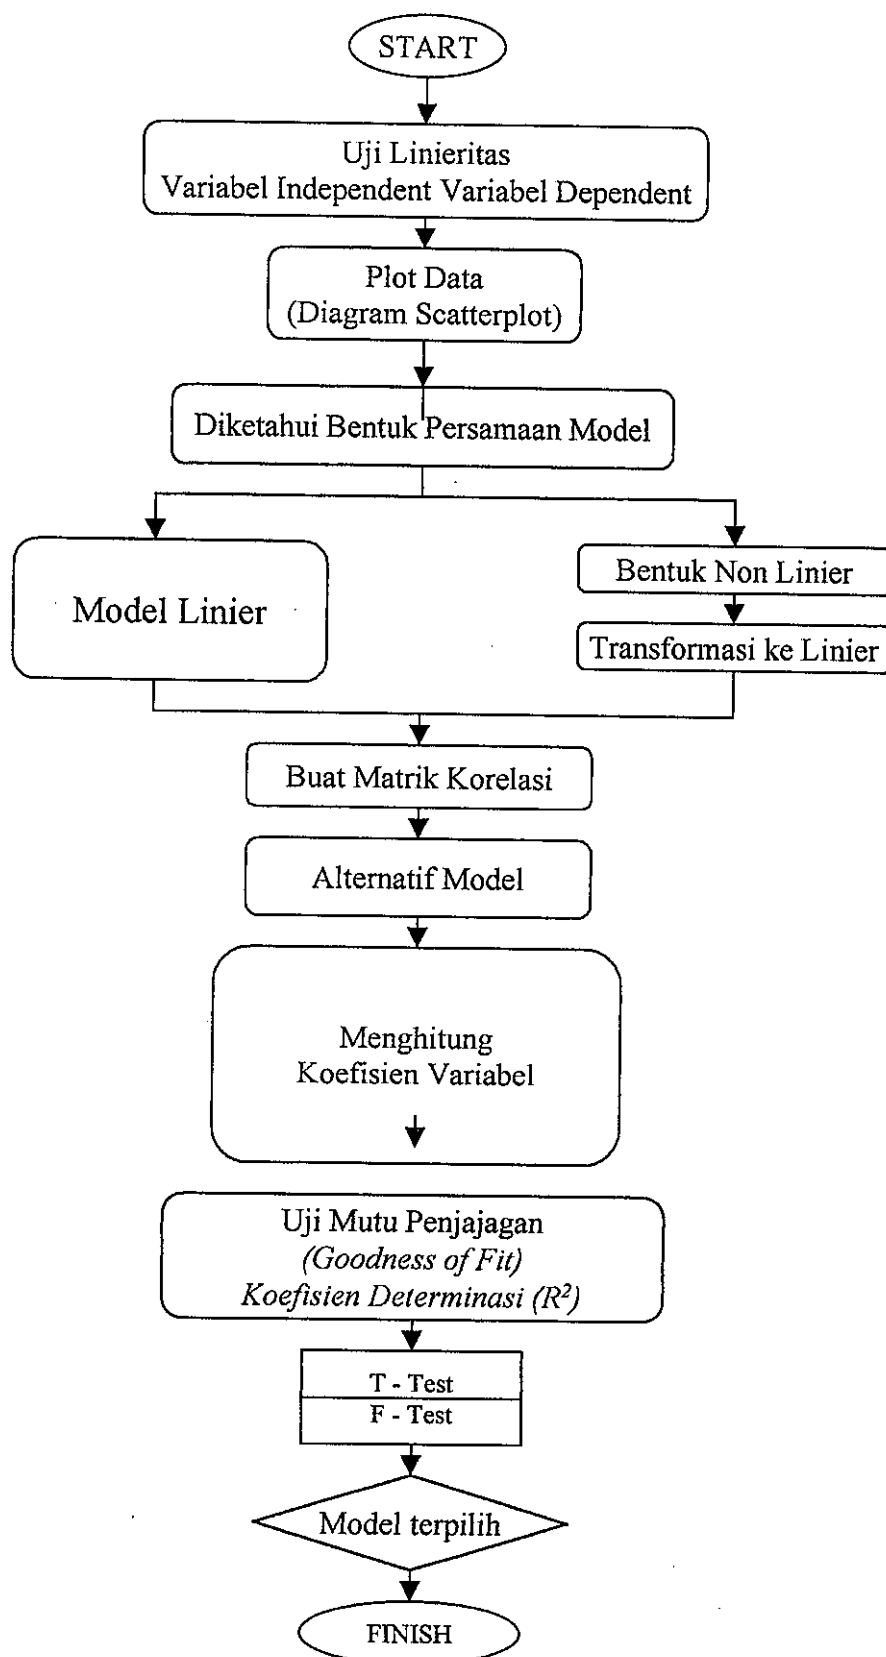 START
Uji Linieritas
Variabel Independent Variabel Dependent
Plot Data
(Diagram Scatterplot)
Diketahui Bentuk Persamaan Model
Model Linier
Bentuk Non Linier
Transformasi ke Linier
Buat Matrik Korelasi
Alternatif Model
Menghitung
Koefisien Variabel
Uji Mutu Penjajagan
(Goodness of Fit)
Koefisien Determinasi (R²)
T - Test
F - Test
Model terpilih
FINISH